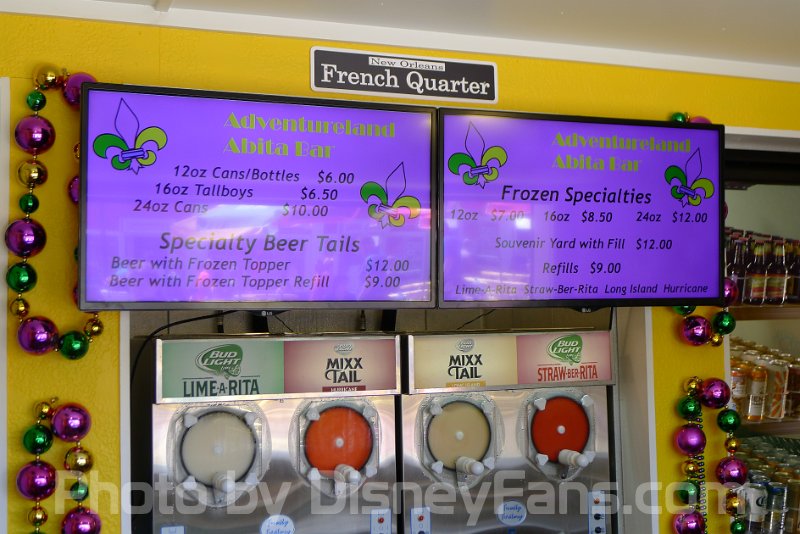 New Orleans
French Quarter
Adventureland
Abita Bar
12oz Cans/Bottles $6.00
16oz Tallboys $6.50
24oz Cans $10.00
Specialty Beer Tails
Beer with Frozen Topper $12.00
Beer with Frozen Topper Refill $9.00
Adventureland
Abita Bar
Frozen Specialties
12oz $7.00 16oz $8.50 24oz $12.00
Souvenir Yard with Fill $12.00
Refills $9.00
Lime-A-Rita Straw-Ber-Rita Long Island Hurricane
LG
LG
BUD LIGHT
LIME·A·RITA
MIXX TAIL
HURRICANE
MIXX TAIL
BUD LIGHT
STRAW·BER·RITA
Photo by DisneyFans.com